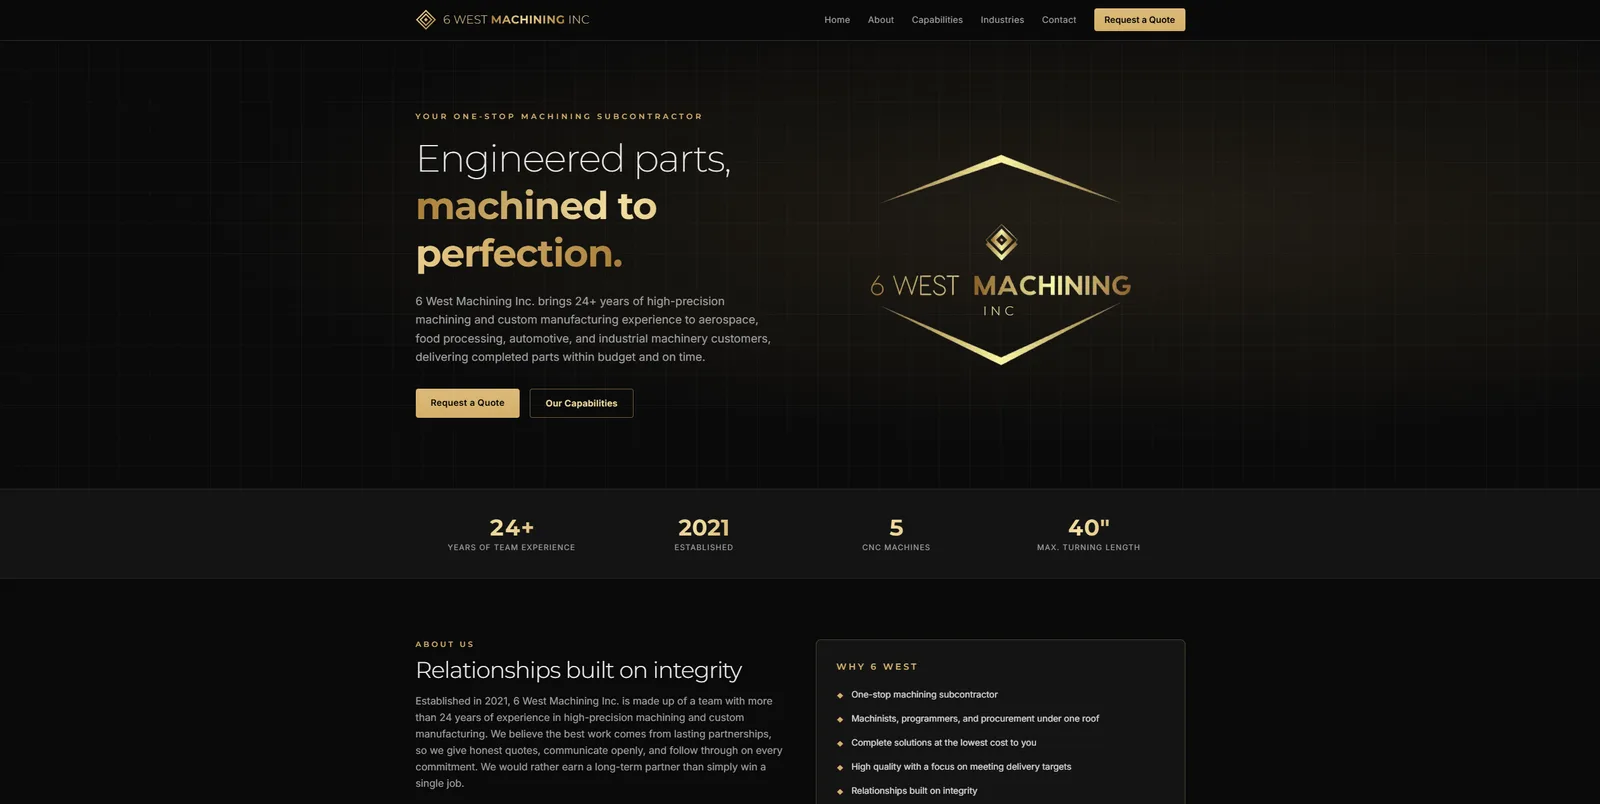 6 WEST MACHINING INC
Home
About
Capabilities
Industries
Contact
Request a Quote
YOUR ONE-STOP MACHINING SUBCONTRACTOR
Engineered parts,
machined to
perfection.
6 West Machining Inc. brings 24+ years of high-precision
machining and custom manufacturing experience to aerospace,
food processing, automotive, and industrial machinery customers,
delivering completed parts within budget and on time.
Request a Quote
Our Capabilities
6 WEST MACHINING
INC
24+
YEARS OF TEAM EXPERIENCE
2021
ESTABLISHED
5
CNC MACHINES
40"
MAX. TURNING LENGTH
ABOUT US
Relationships built on integrity
Established in 2021, 6 West Machining Inc. is made up of a team with more
than 24 years of experience in high-precision machining and custom
manufacturing. We believe the best work comes from lasting partnerships,
so we give honest quotes, communicate openly, and follow through on every
commitment. We would rather earn a long-term partner than simply win a
single job.
WHY 6 WEST
One-stop machining subcontractor
Machinists, programmers, and procurement under one roof
Complete solutions at the lowest cost to you
High quality with a focus on meeting delivery targets
Relationships built on integrity